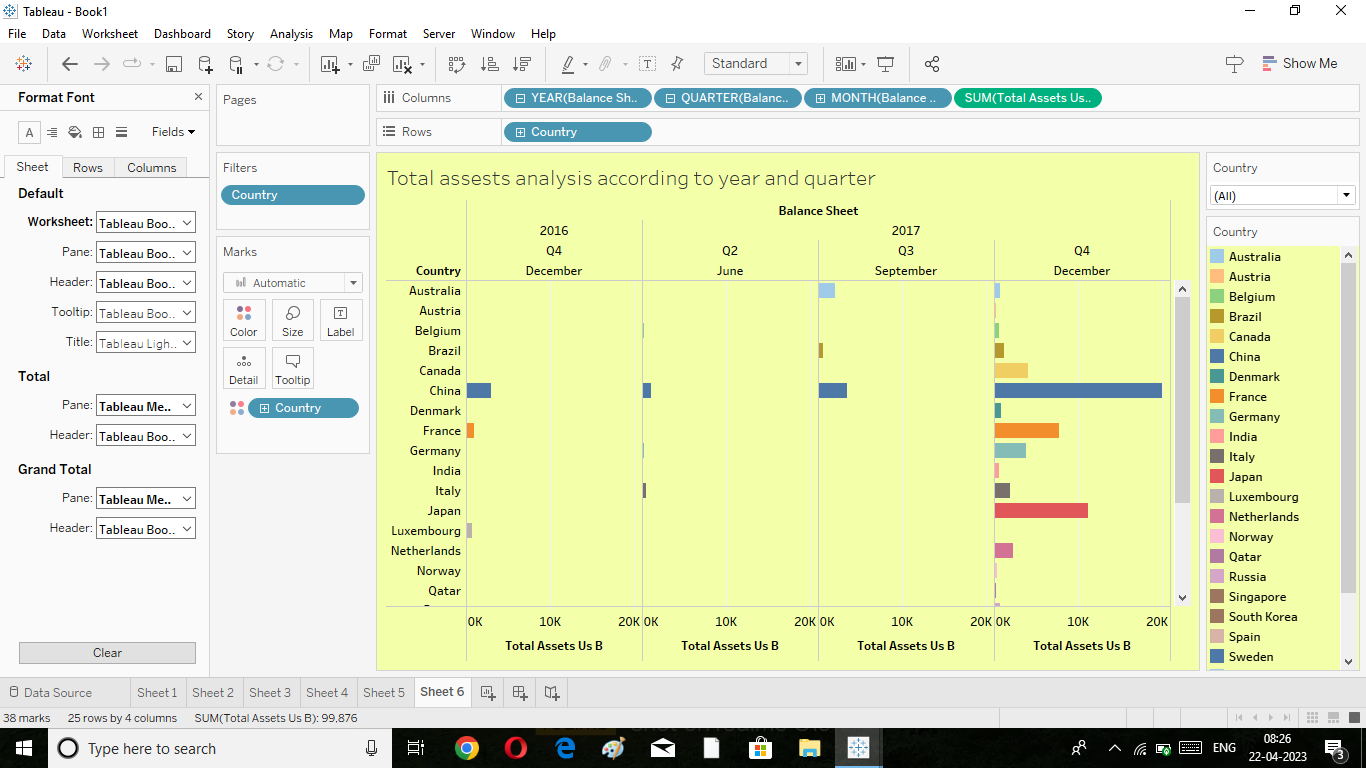 Tableau - Book1
File Data Worksheet Dashboard Story Analysis Map Format Server Window Help
Standard
Show Me
Format Font
Fields
Sheet Rows Columns
Default
Worksheet: Tableau Boo..
Pane: Tableau Boo..
Header: Tableau Boo..
Tooltip: Tableau Boo..
Title: Tableau Ligh..
Total
Pane: Tableau Me..
Header: Tableau Boo..
Grand Total
Pane: Tableau Me..
Header: Tableau Boo..
Clear
Pages
Filters
Country
Marks
Automatic
Color Size Label
Detail Tooltip
Country
Columns YEAR(Balance Sh.. QUARTER(Balanc.. MONTH(Balance .. SUM(Total Assets Us..
Rows Country
Total assests analysis according to year and quarter
Balance Sheet
2016 2017
Q4 Q2 Q3 Q4
Country December June September December
Australia
Austria
Belgium
Brazil
Canada
China
Denmark
France
Germany
India
Italy
Japan
Luxembourg
Netherlands
Norway
Qatar
0K 10K 20K 0K 10K 20K 0K 10K 20K 0K 10K 20K
Total Assets Us B Total Assets Us B Total Assets Us B Total Assets Us B
Country
(All)
Country
Australia
Austria
Belgium
Brazil
Canada
China
Denmark
France
Germany
India
Italy
Japan
Luxembourg
Netherlands
Norway
Qatar
Russia
Singapore
South Korea
Spain
Sweden
Data Source Sheet 1 Sheet 2 Sheet 3 Sheet 4 Sheet 5 Sheet 6
38 marks 25 rows by 4 columns SUM(Total Assets Us B): 99.876
Type here to search
ENG
08:26
22-04-2023
3